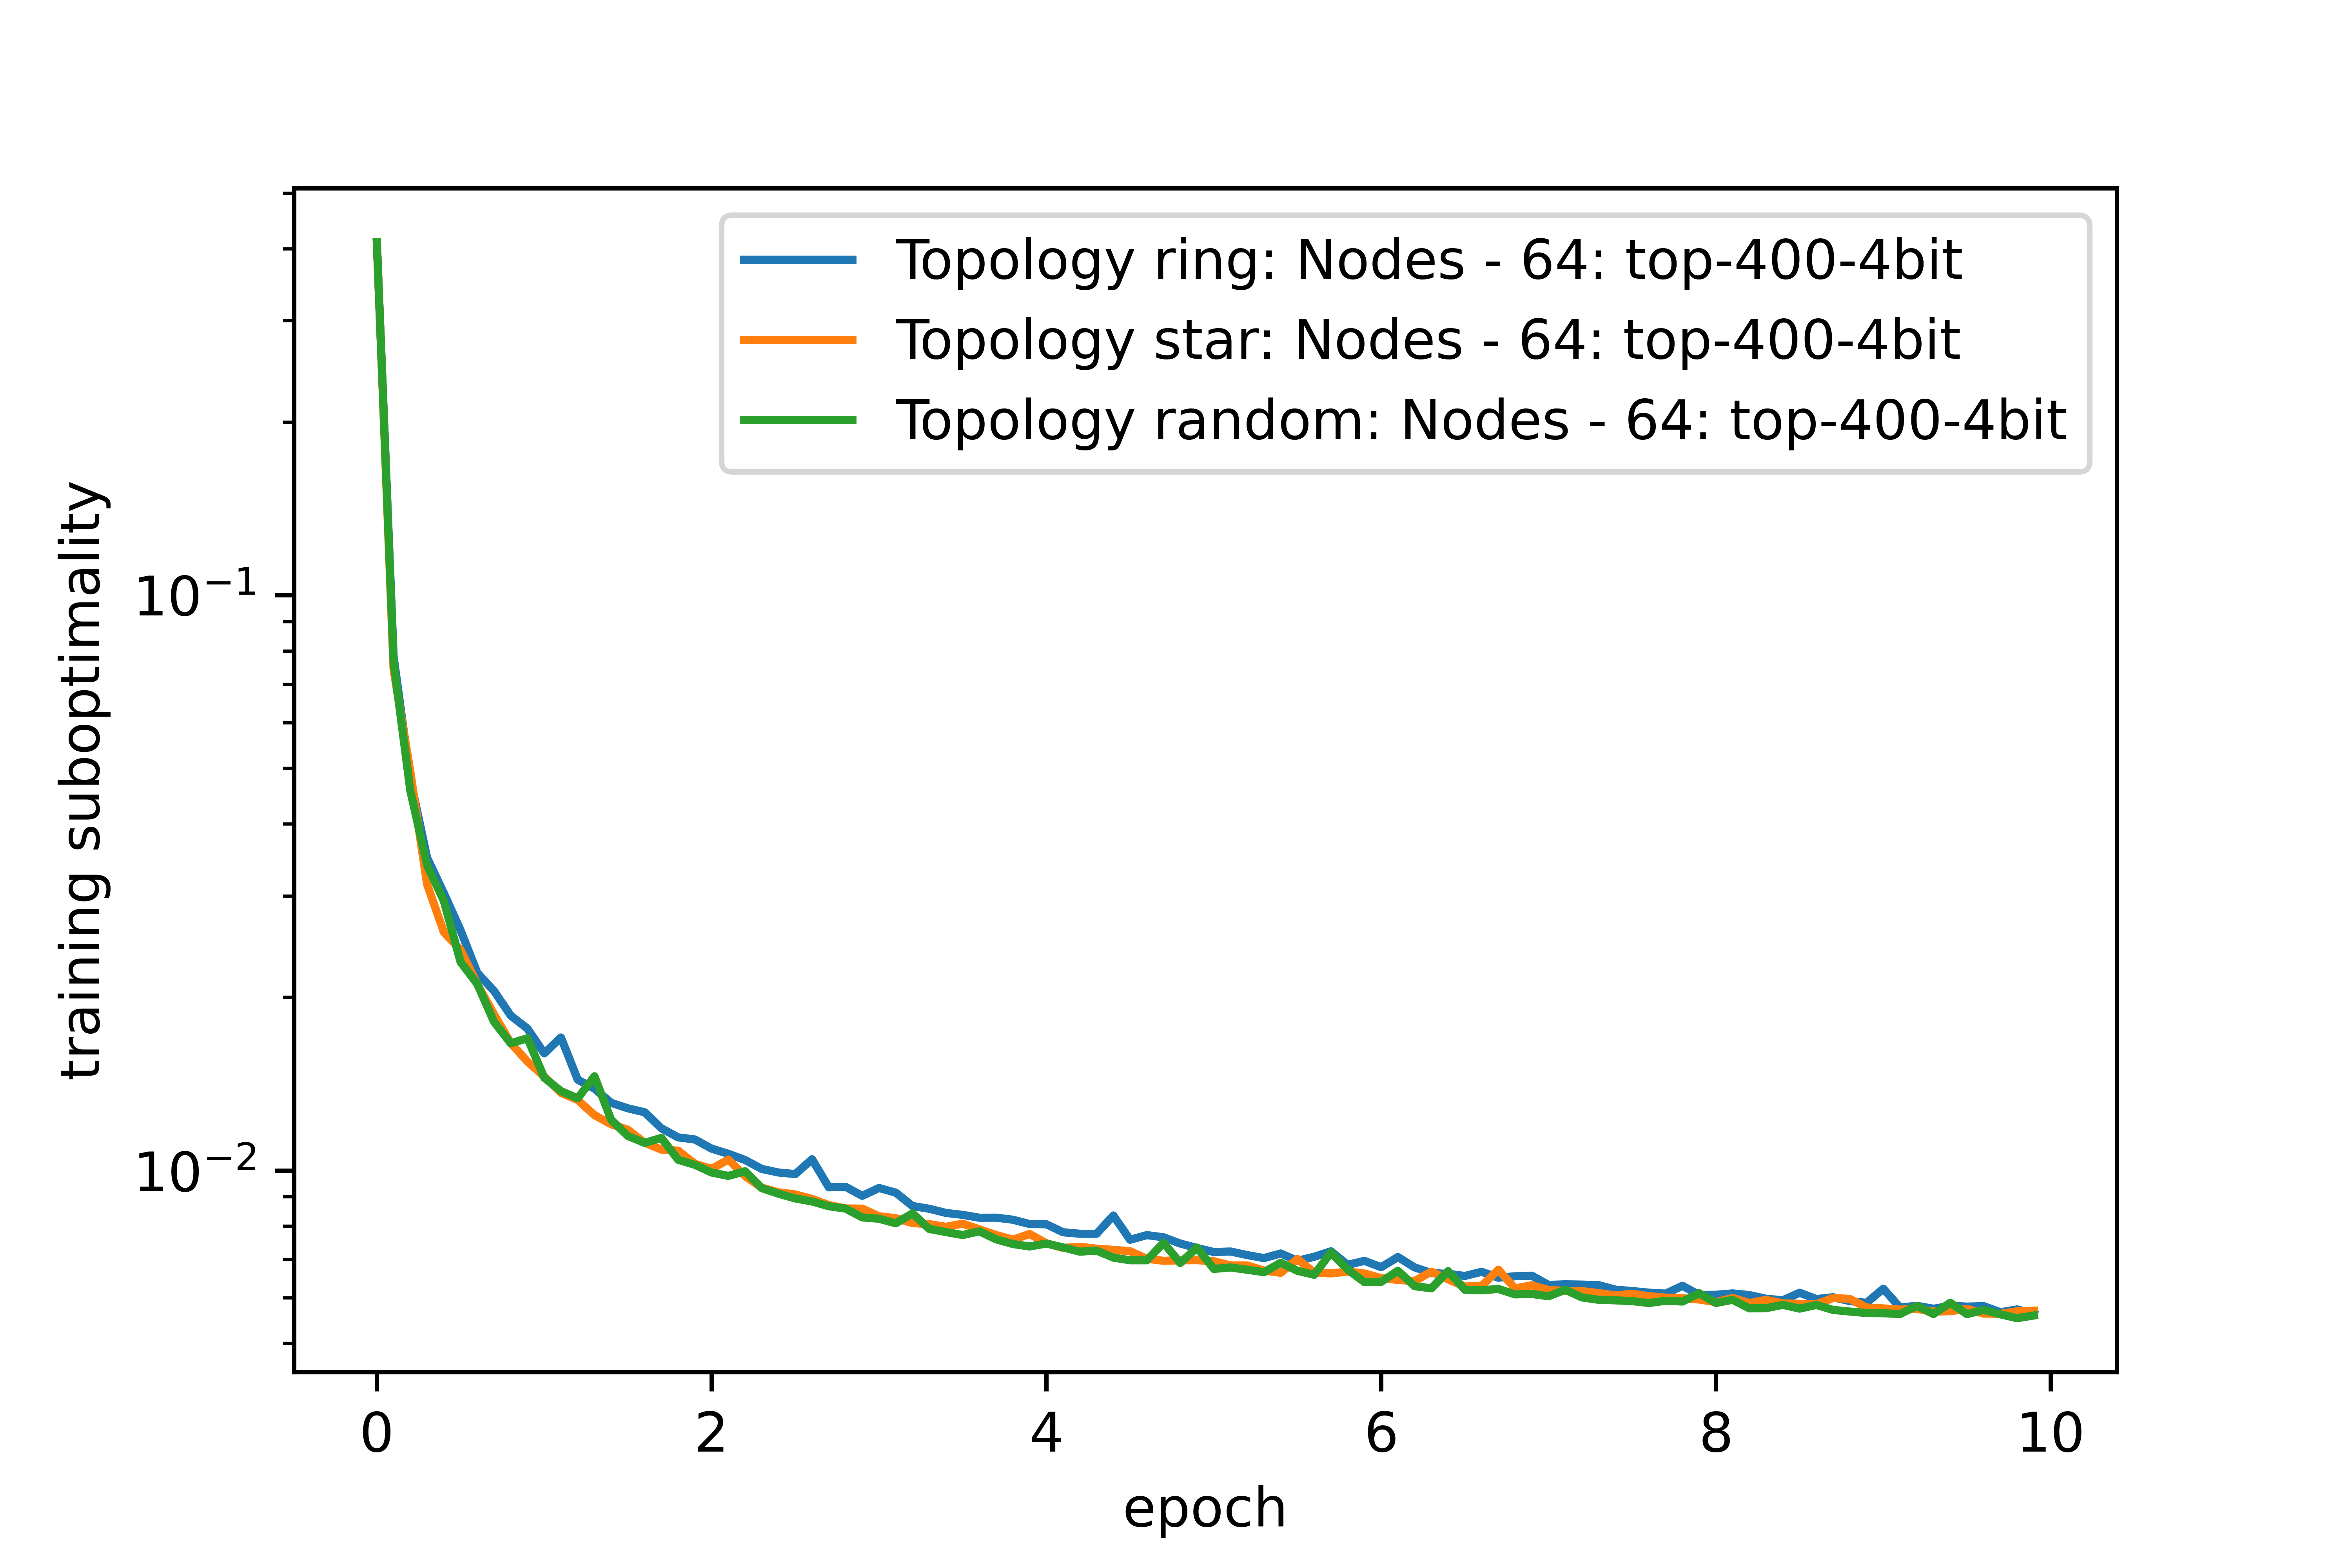 Topology ring: Nodes - 64: top-400-4bit
Topology star: Nodes - 64: top-400-4bit
Topology random: Nodes - 64: top-400-4bit
training suboptimality
10⁻¹
10⁻²
0 2 4 6 8 10
epoch